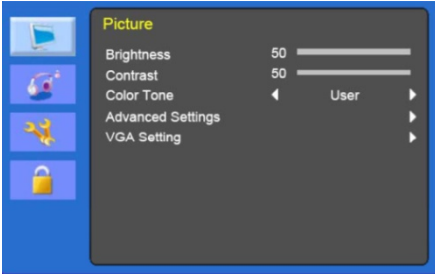 Picture
Brightness 50
Contrast 50
Color Tone User
Advanced Settings
VGA Setting